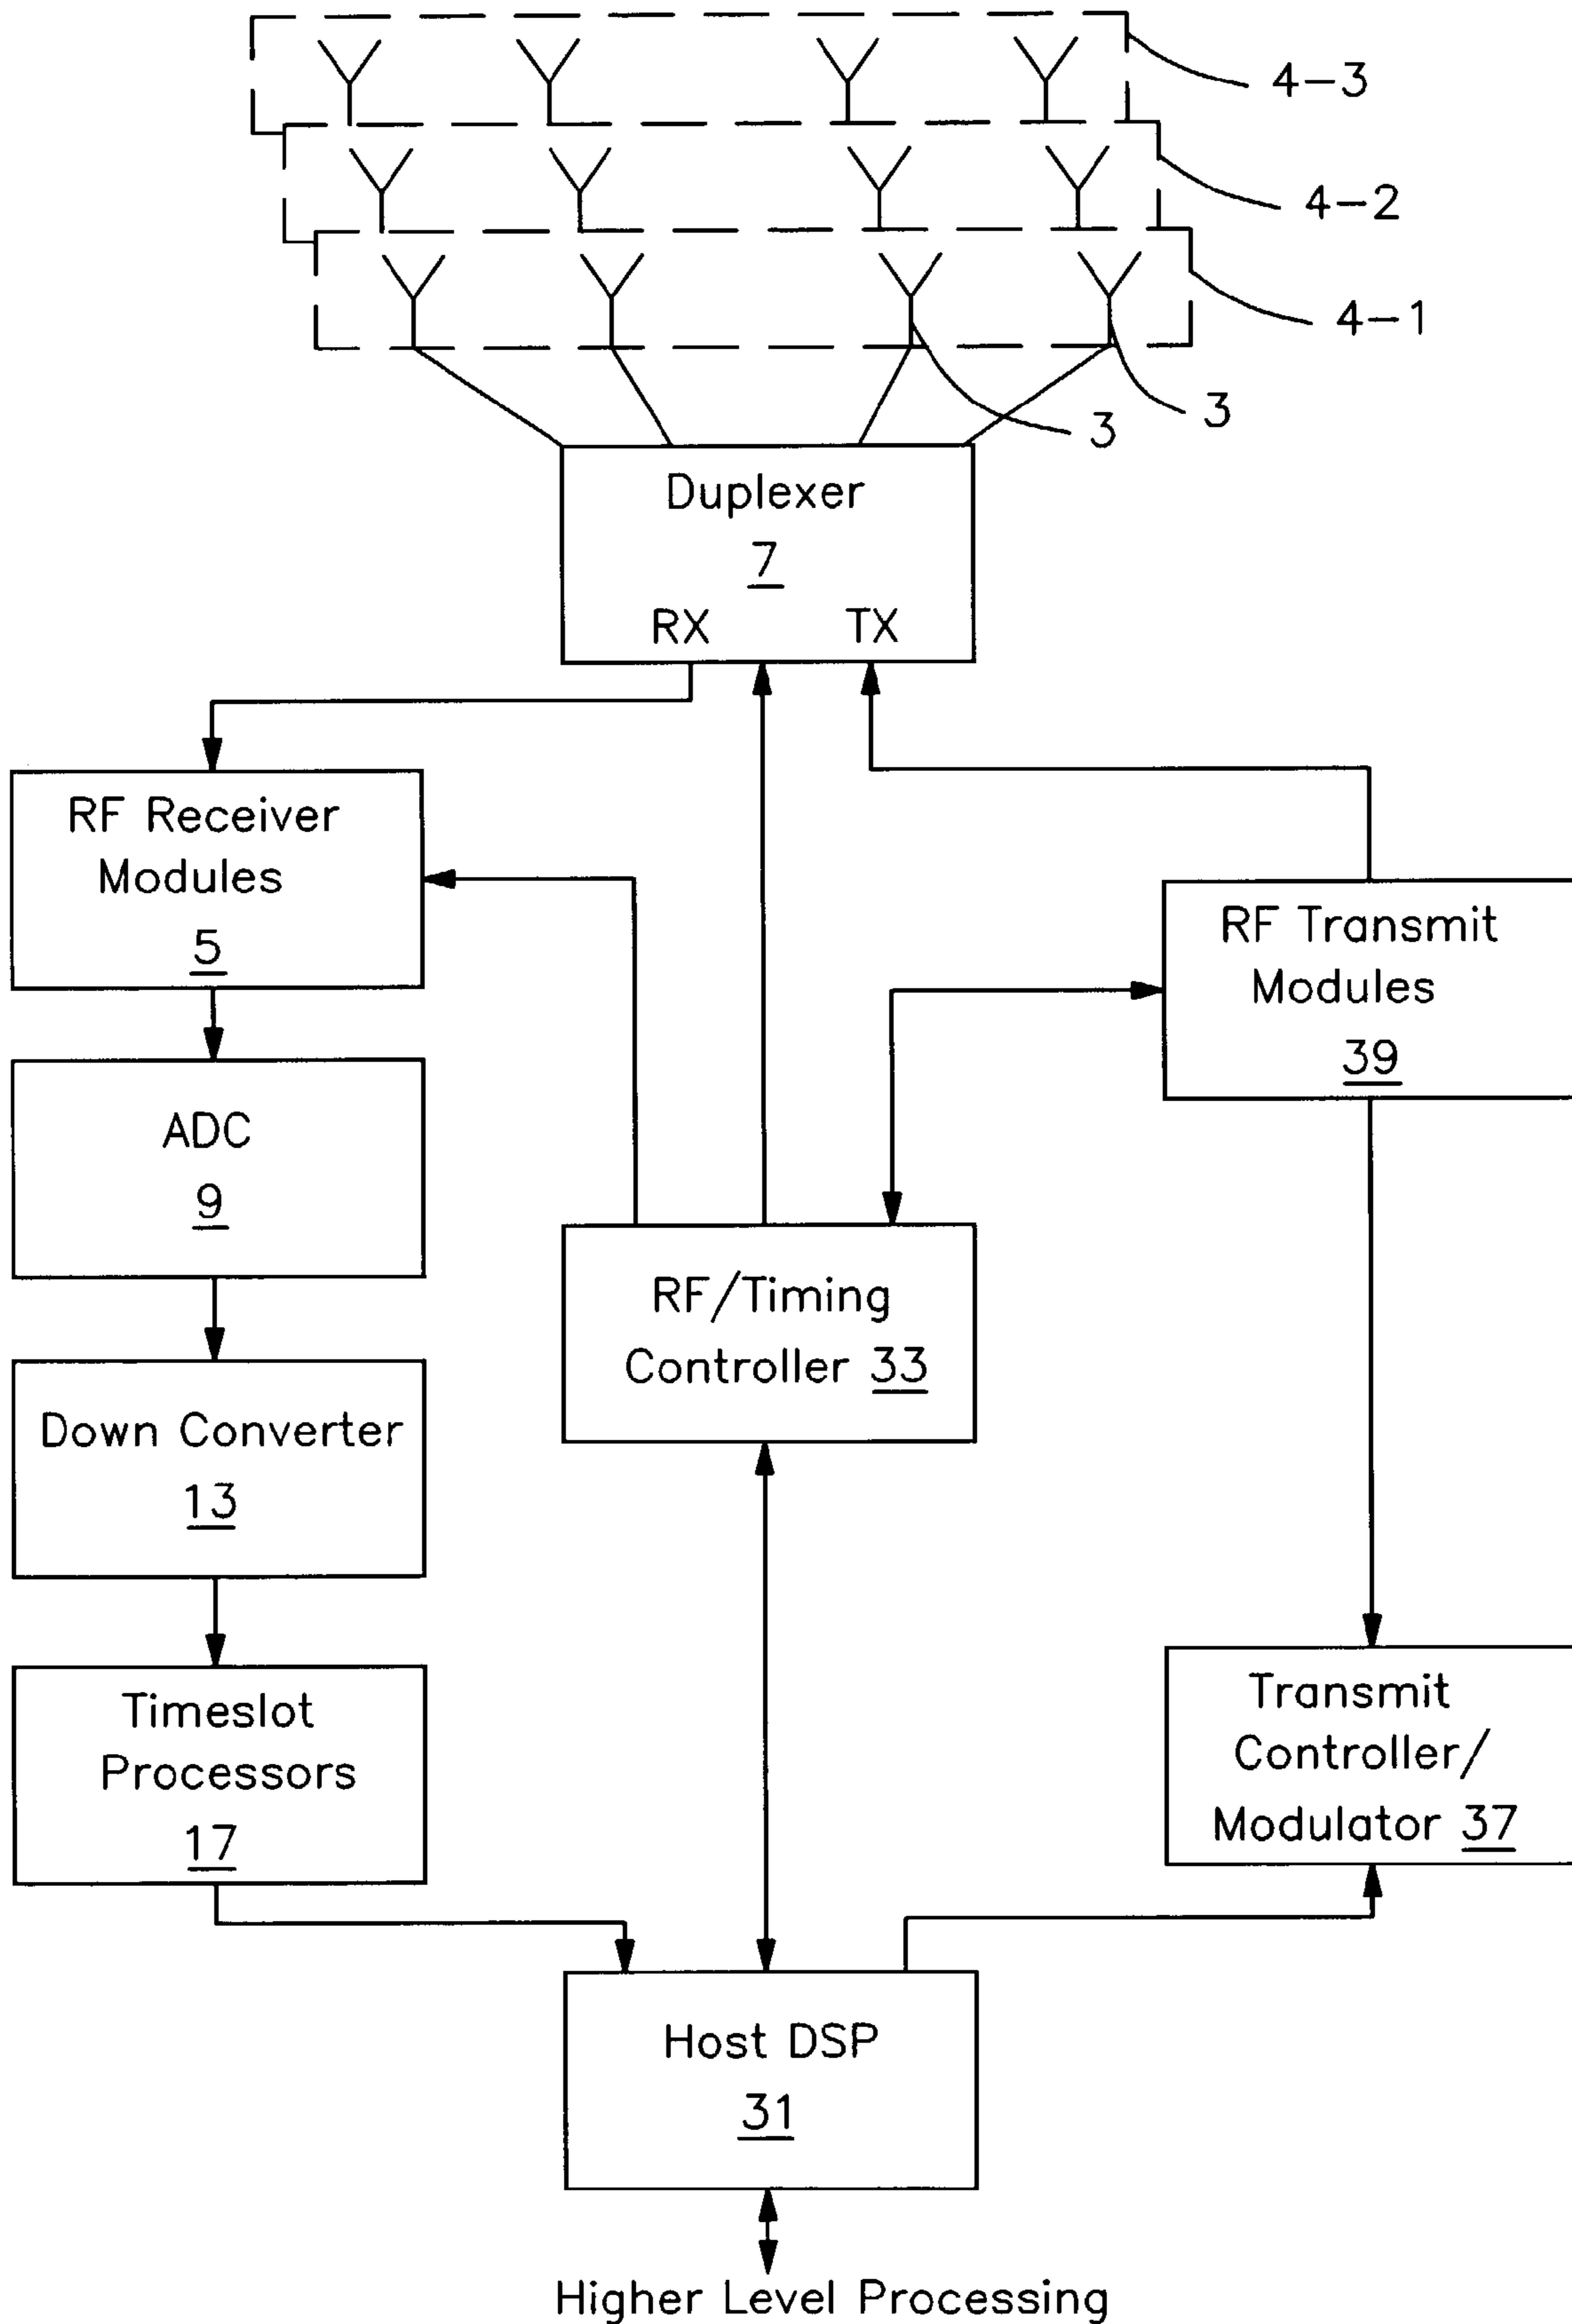 4-3
4-2
4-1
3
3
Duplexer
7
RX TX
RF Receiver
Modules
5
RF Transmit
Modules
39
ADC
9
RF/Timing
Controller 33
Down Converter
13
Timeslot
Processors
17
Transmit
Controller/
Modulator 37
Host DSP
31
Higher Level Processing